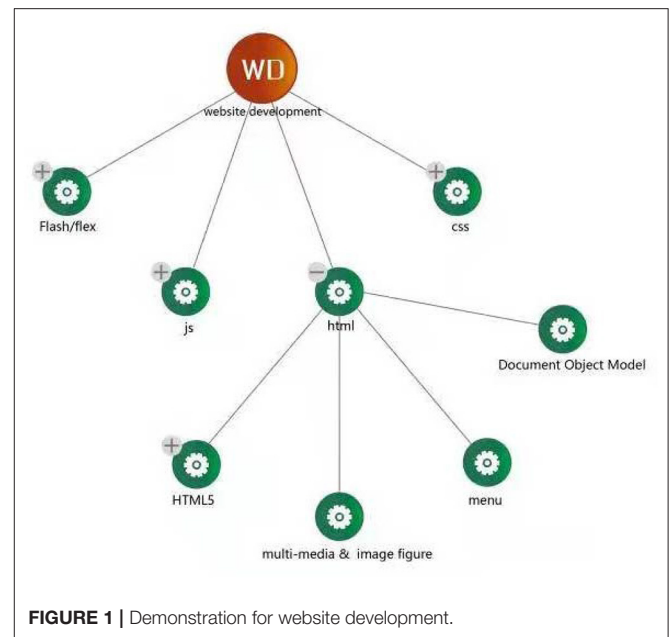 WD
website development
Flash/flex
css
js
html
Document Object Model
HTML5
menu
multi-media & image figure
FIGURE 1 | Demonstration for website development.